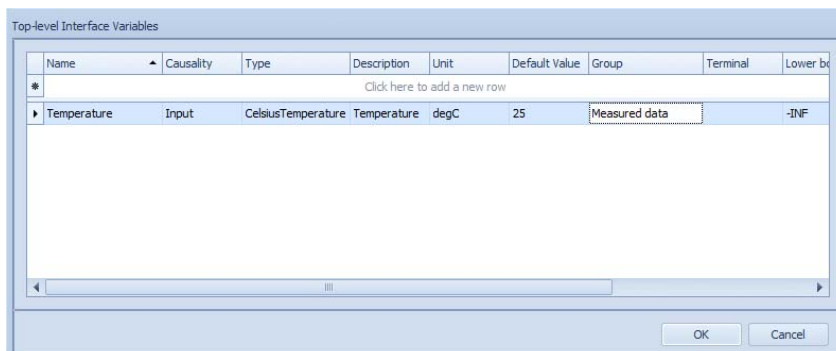 Top-level Interface Variables
Name Causality Type Description Unit Default Value Group Terminal Lower bo
Click here to add a new row
Temperature Input CelsiusTemperature Temperature degC 25 Measured data -INF
OK Cancel